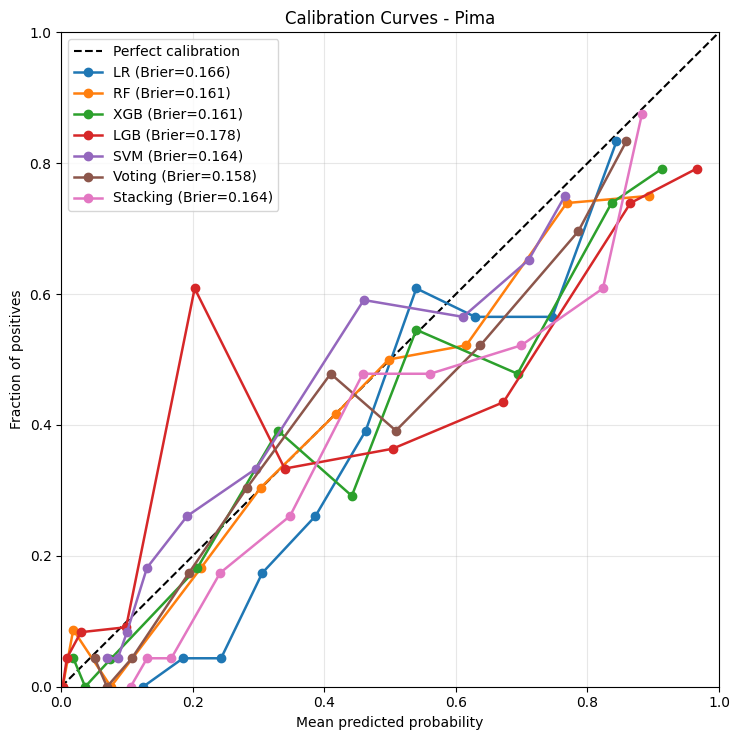 Calibration Curves - Pima
Perfect calibration
LR (Brier=0.166)
RF (Brier=0.161)
XGB (Brier=0.161)
LGB (Brier=0.178)
SVM (Brier=0.164)
Voting (Brier=0.158)
Stacking (Brier=0.164)
Fraction of positives
1.0
0.8
0.6
0.4
0.2
0.0
0.0 0.2 0.4 0.6 0.8 1.0
Mean predicted probability